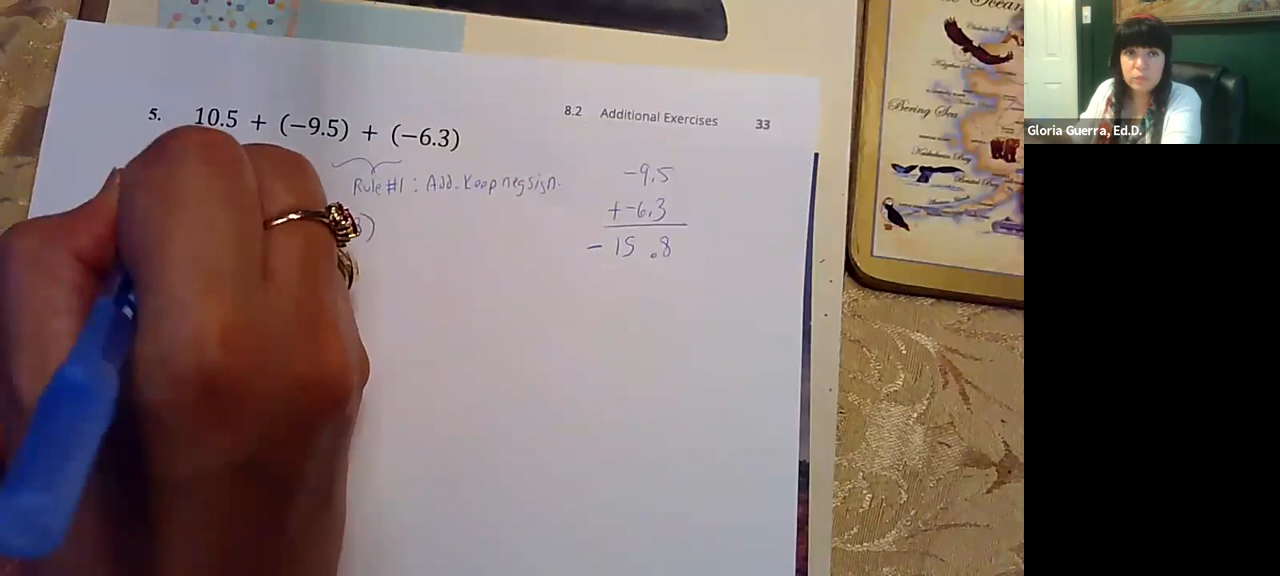 8.2 Additional Exercises 33
5. 10.5 + (−9.5) + (−6.3)
Rule #1 : Add. Keep neg sign.
−9.5
+ −6.3
− 15 .8
)
Bering Sea
Gloria Guerra, Ed.D.